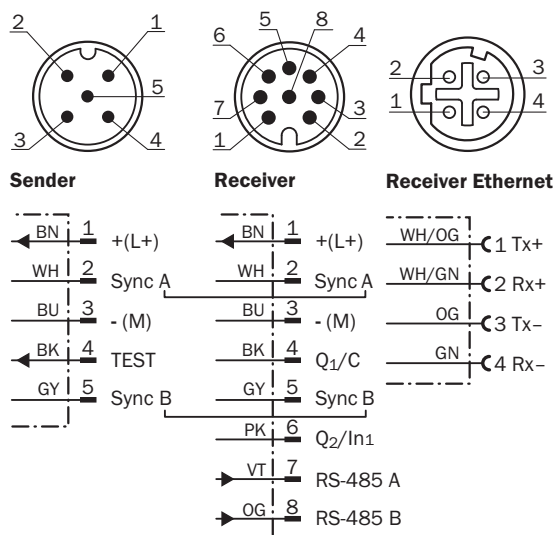 2 1 5 3 4
5 8 6 4 7 3 1 2
2 3 1 4
Sender
BN 1 +(L+)
WH 2 Sync A
BU 3 - (M)
BK 4 TEST
GY 5 Sync B
Receiver
BN 1 +(L+)
WH 2 Sync A
BU 3 - (M)
BK 4 Q1/C
GY 5 Sync B
PK 6 Q2/In1
VT 7 RS-485 A
OG 8 RS-485 B
Receiver Ethernet
WH/OG 1 Tx+
WH/GN 2 Rx+
OG 3 Tx–
GN 4 Rx–